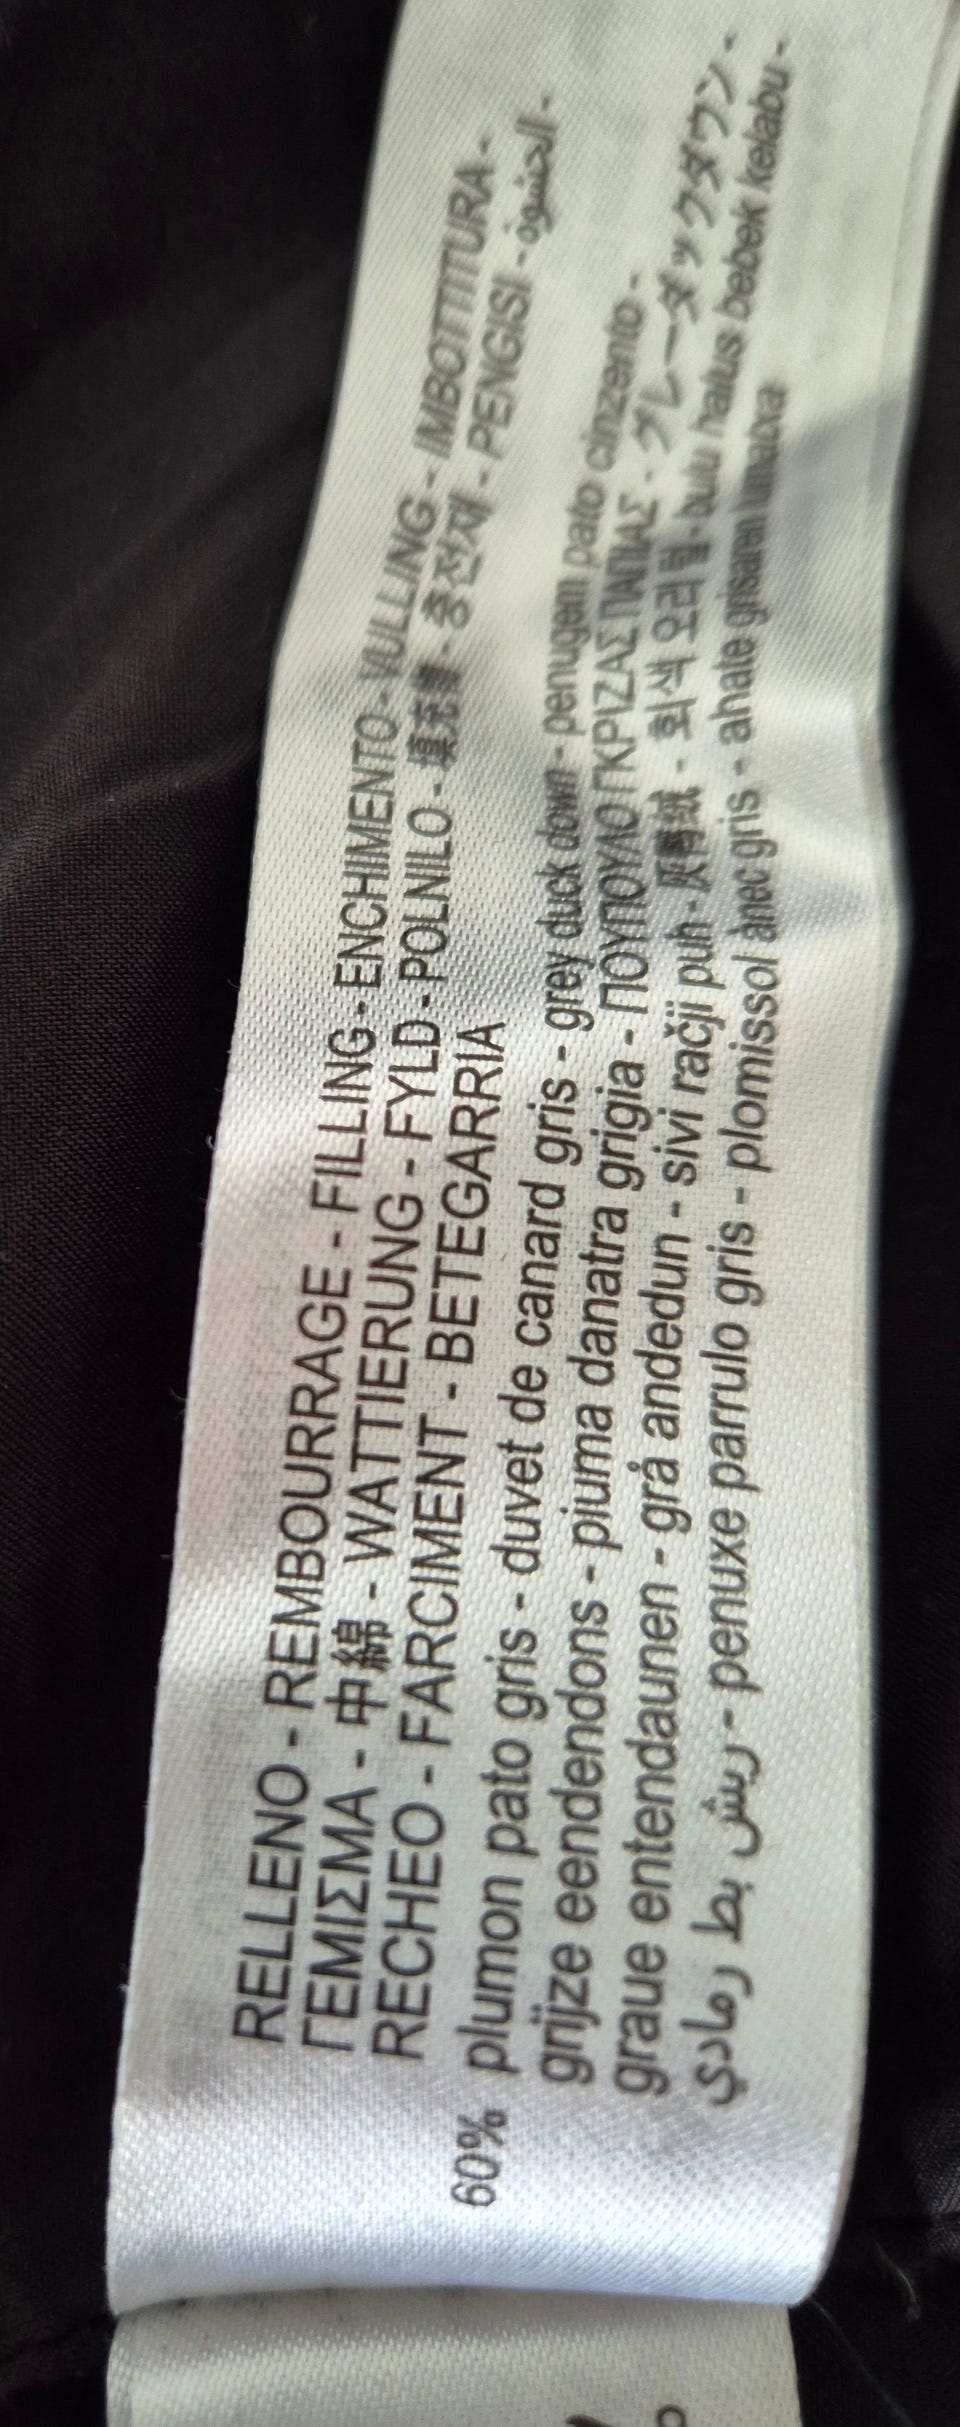 RELLENO - REMBOURRAGE - FILLING - ENCHIMENTO - VULLING - IMBOTTITURA -
ΓΕΜΙΣΜΑ - 中綿 - WATTIERUNG - FYLD - POLNILO - 填充棉 - 충전재 - PENGISI - الحشوة -
RECHEO - FARCIMENT - BETEGARRIA
60% plumon pato gris - duvet de canard gris - grey duck down - penugem pato cinzento -
grijze eendendons - piuma danatra grigia - ΠΟΥΠΟΥΛΟ ΓΚΡΙΖΑΣ ΠΑΠΙΑΣ - グレーダックダウン -
graue entendaunen - grå andedun - sivi račji puh - 灰鸭绒 - 회색 오리털 - bulu halus bebek kelabu -
ريش بط رمادي - penuxe parrulo gris - plomissol ànec gris - ahate grisaren lumatxa